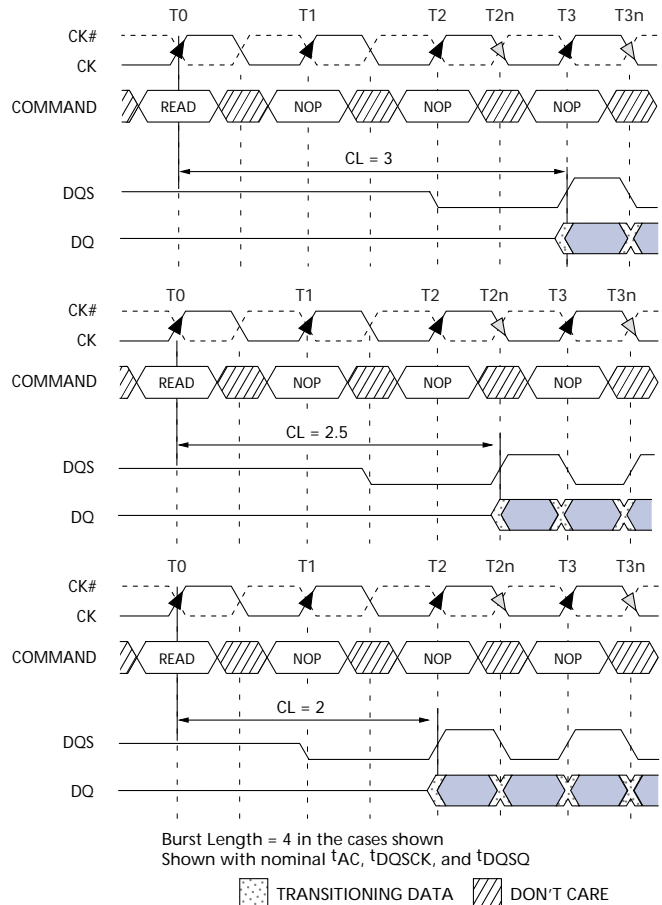 T0 T1 T2 T2n T3 T3n
CK#
CK
COMMAND READ NOP NOP NOP
CL = 3
DQS
DQ
T0 T1 T2 T2n T3 T3n
CK#
CK
COMMAND READ NOP NOP NOP
CL = 2.5
DQS
DQ
T0 T1 T2 T2n T3 T3n
CK#
CK
COMMAND READ NOP NOP NOP
CL = 2
DQS
DQ
Burst Length = 4 in the cases shown
Shown with nominal tAC, tDQSCK, and tDQSQ
TRANSITIONING DATA DON'T CARE